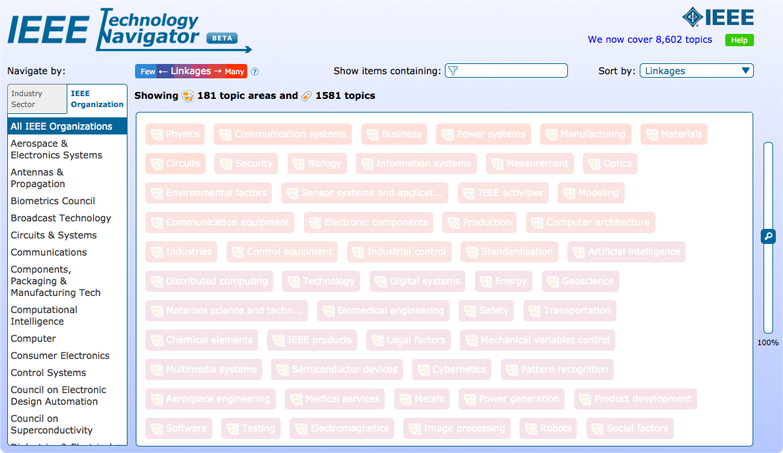 IEEE Technology Navigator BETA
IEEE
We now cover 8,602 topics Help
Navigate by: Few ← Linkages → Many ? Show items containing: Sort by: Linkages
Industry Sector
IEEE Organization
Showing 181 topic areas and 1581 topics
All IEEE Organizations
Aerospace &
Electronics Systems
Antennas &
Propagation
Biometrics Council
Broadcast Technology
Circuits & Systems
Communications
Components,
Packaging &
Manufacturing Tech
Computational
Intelligence
Computer
Consumer Electronics
Control Systems
Council on Electronic
Design Automation
Council on
Superconductivity
Physics Communication systems Business Power systems Manufacturing Materials
Circuits Security Biology Information systems Measurement Optics
Environmental factors Sensor systems and applicat... IEEE activities Modeling
Communication equipment Electronic components Production Computer architecture
Industries Control equipment Industrial control Standardization Artificial intelligence
Distributed computing Technology Digital systems Energy Geoscience
Materials science and techn... Biomedical engineering Safety Transportation
Chemical elements IEEE products Legal factors Mechanical variables control
Multimedia systems Semiconductor devices Cybernetics Pattern recognition
Aerospace engineering Medical services Metals Power generation Product development
Software Testing Electromagnetics Image processing Robots Social factors
100%